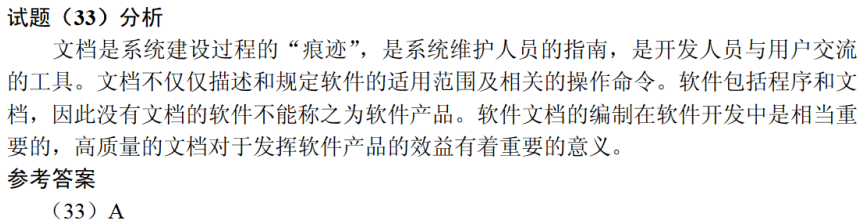 试题（33）分析
文档是系统建设过程的“痕迹”，是系统维护人员的指南，是开发人员与用户交流
的工具。文档不仅仅描述和规定软件的适用范围及相关的操作命令。软件包括程序和文
档，因此没有文档的软件不能称之为软件产品。软件文档的编制在软件开发中是相当重
要的，高质量的文档对于发挥软件产品的效益有着重要的意义。
参考答案
（33）A